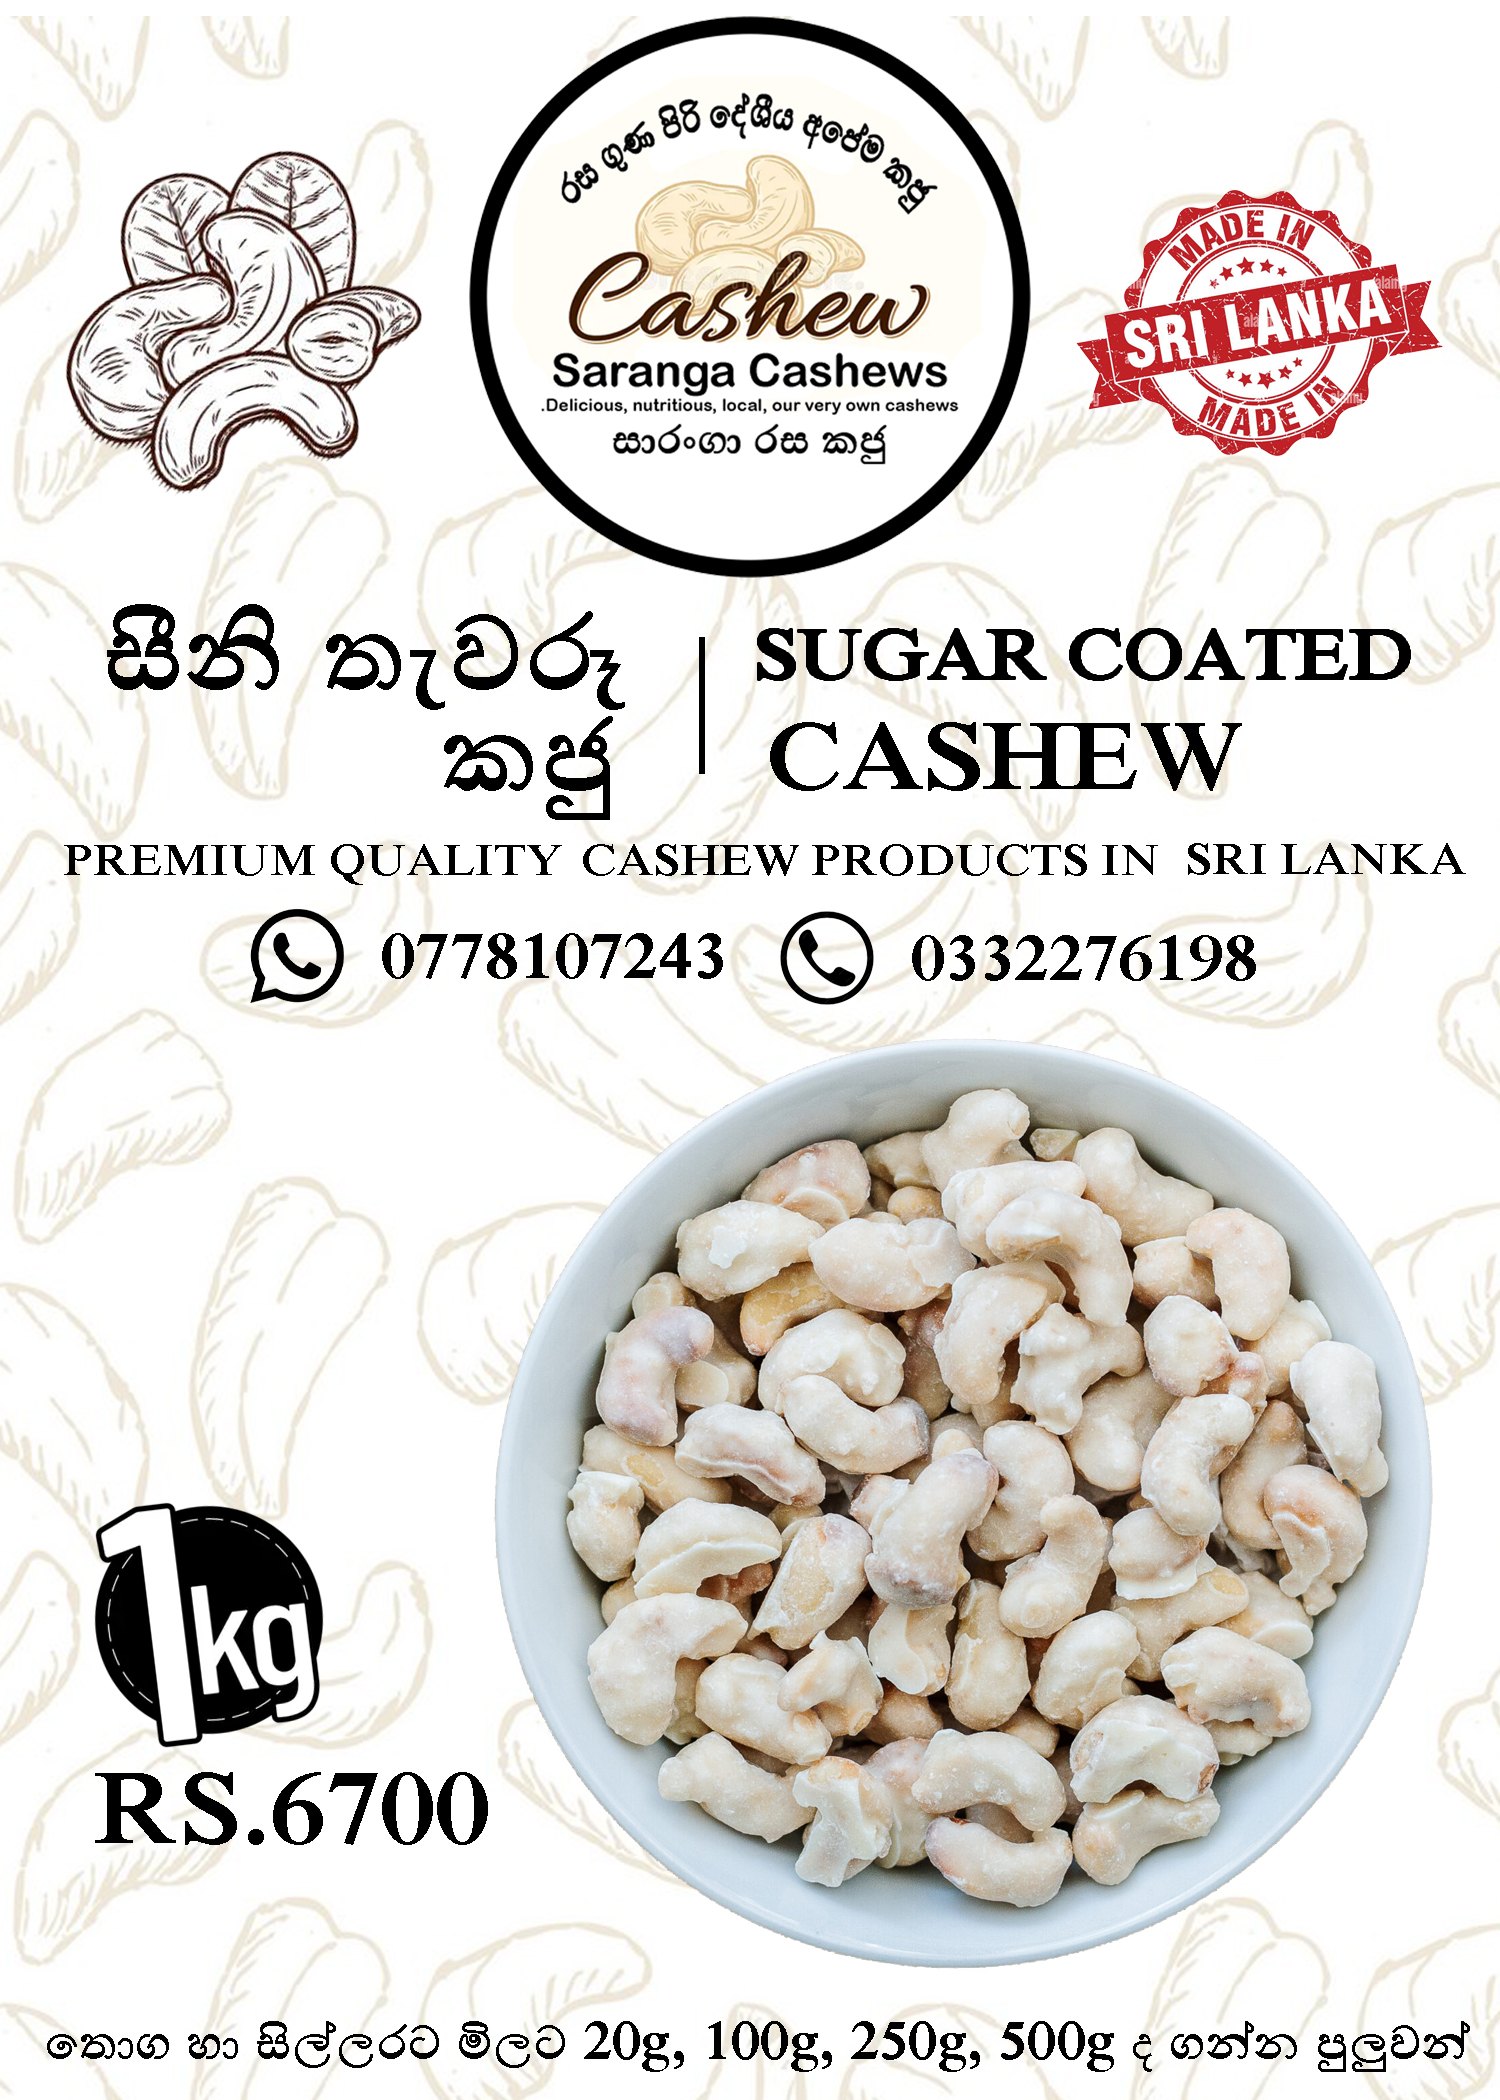 රස ගුණ පිරි දේශීය අපේම කජු
Cashew
Saranga Cashews
.Delicious, nutritious, local, our very own cashews
සාරංගා රස කජු
MADE IN
SRI LANKA
MADE IN
සීනි තැවරූ
කජු
SUGAR COATED
CASHEW
PREMIUM QUALITY CASHEW PRODUCTS IN SRI LANKA
0778107243
0332276198
1kg
RS.6700
තොග හා සිල්ලරට මිලට 20g, 100g, 250g, 500g ද ගන්න පුලුවන්